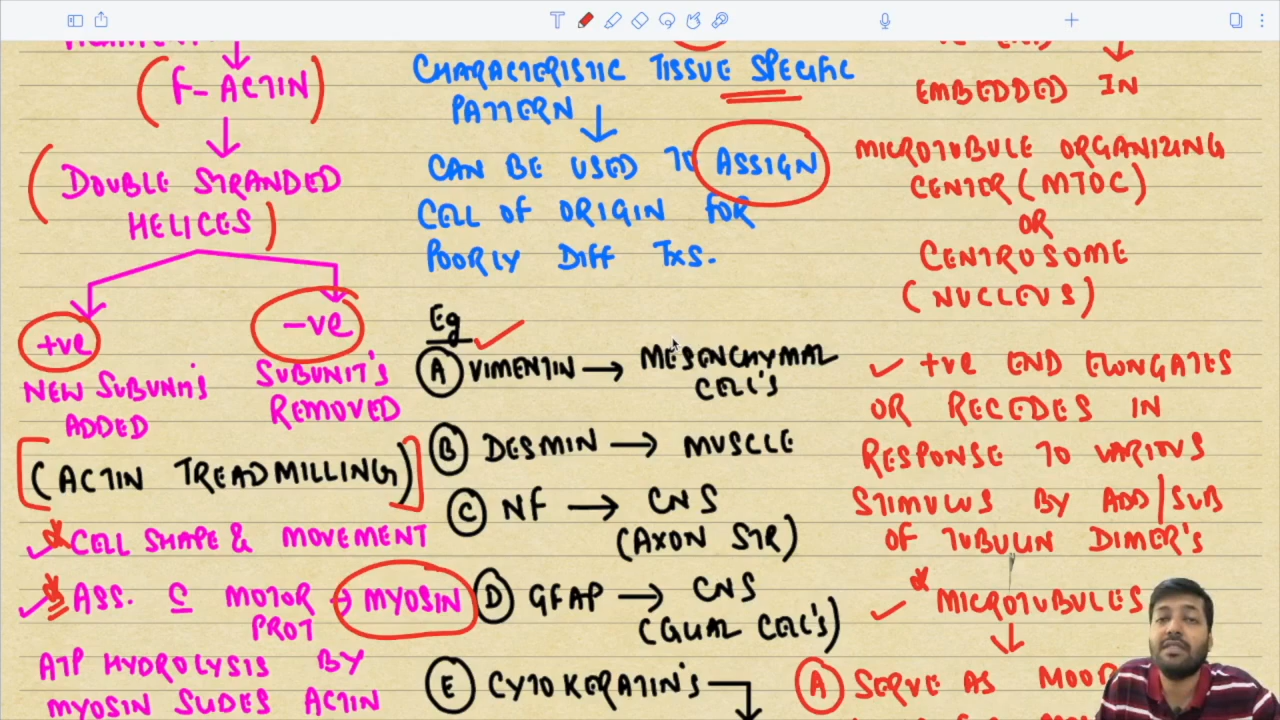 (F-ACTIN)
(DOUBLE STRANDED
HELICES)
+ve
-ve
NEW SUBUNIT'S
ADDED
SUBUNIT'S
REMOVED
(ACTIN TREADMILLING)
CELL SHAPE & MOVEMENT
ASS. C MOTOR → MYOSIN
PROT
ATP HYDROLYSIS BY
MYOSIN SLIDES ACTIN
CHARACTERISTIC TISSUE SPECIFIC
PATTERN
CAN BE USED TO ASSIGN
CELL OF ORIGIN FOR
POORLY DIFF TXS.
Eg
(A) VIMENTIN → MESENCHYMAL
CELL'S
(B) DESMIN → MUSCLE
(C) NF → CNS
(AXON STR)
(D) GFAP → CNS
(GLIAL CELL'S)
(E) CYTOKERATIN'S
EMBEDDED IN
MICROTUBULE ORGANIZING
CENTER (MTOC)
OR
CENTROSOME
(NUCLEUS)
✓ +ve END ELONGATES
OR RECEDES IN
RESPONSE TO VARIOUS
STIMULUS BY ADD/SUB
OF TUBULIN DIMER'S
MICROTUBULES
(A) SERVE AS